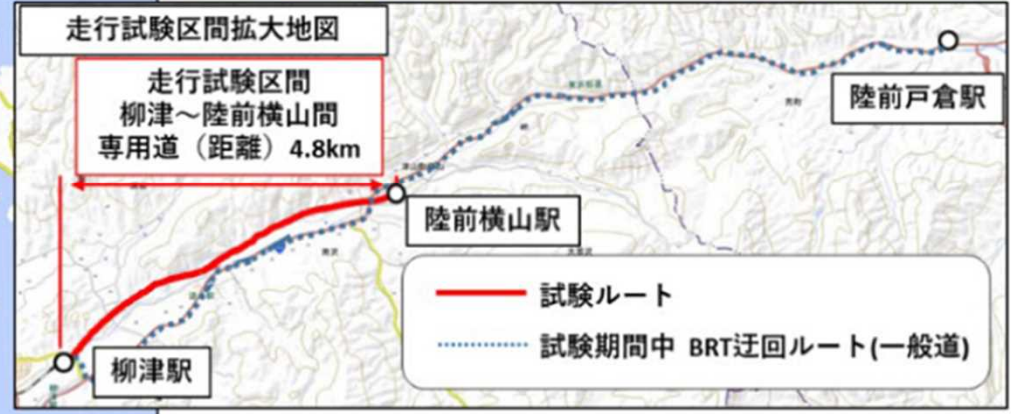 走行試験区間拡大地図
走行試験区間
柳津～陸前横山間
専用道（距離）4.8km
陸前戸倉駅
陸前横山駅
柳津駅
試験ルート
試験期間中 BRT迂回ルート(一般道)